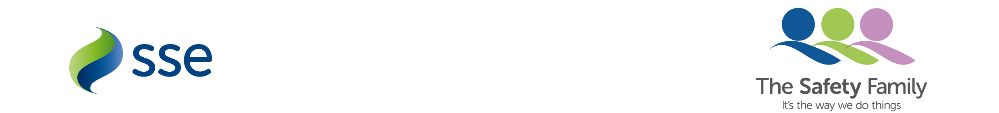 sse
The Safety Family
It's the way we do things